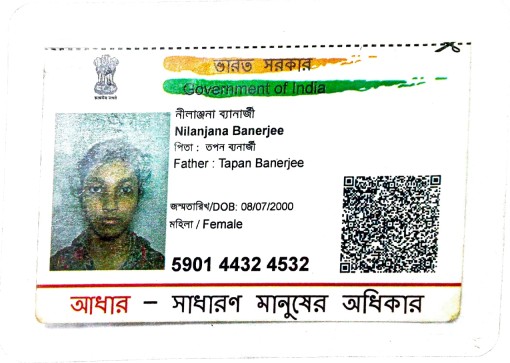 ভারত সরকার
Government of India
নীলাঞ্জনা ব্যানার্জী
Nilanjana Banerjee
পিতা : তপন ব্যনার্জী
Father : Tapan Banerjee
জন্মতারিখ/DOB: 08/07/2000
মহিলা / Female
5901 4432 4532
আধার – সাধারণ মানুষের অধিকার